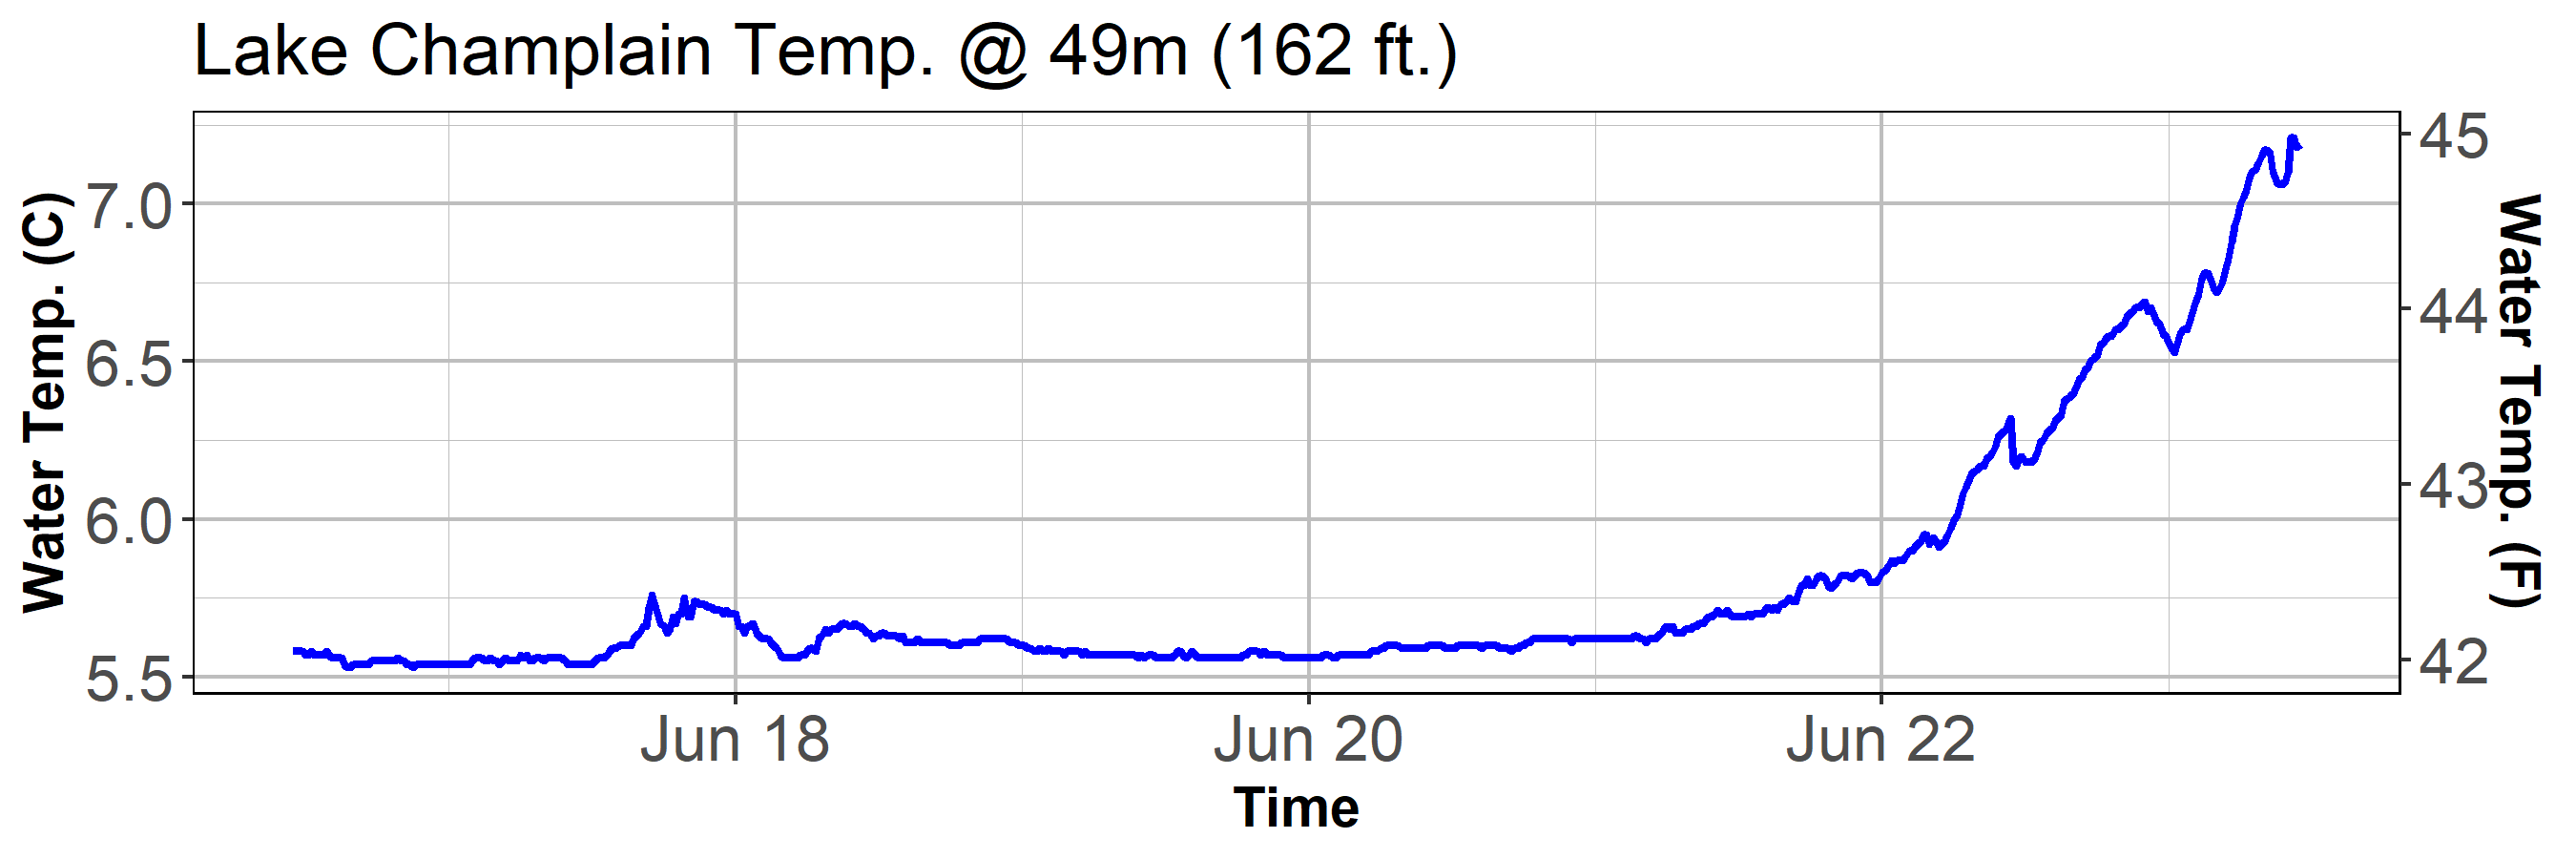 Lake Champlain Temp. @ 49m (162 ft.)
Water Temp. (C)
7.0
6.5
6.0
5.5
45
44
43
42
Water Temp. (F)
Jun 18
Jun 20
Jun 22
Time